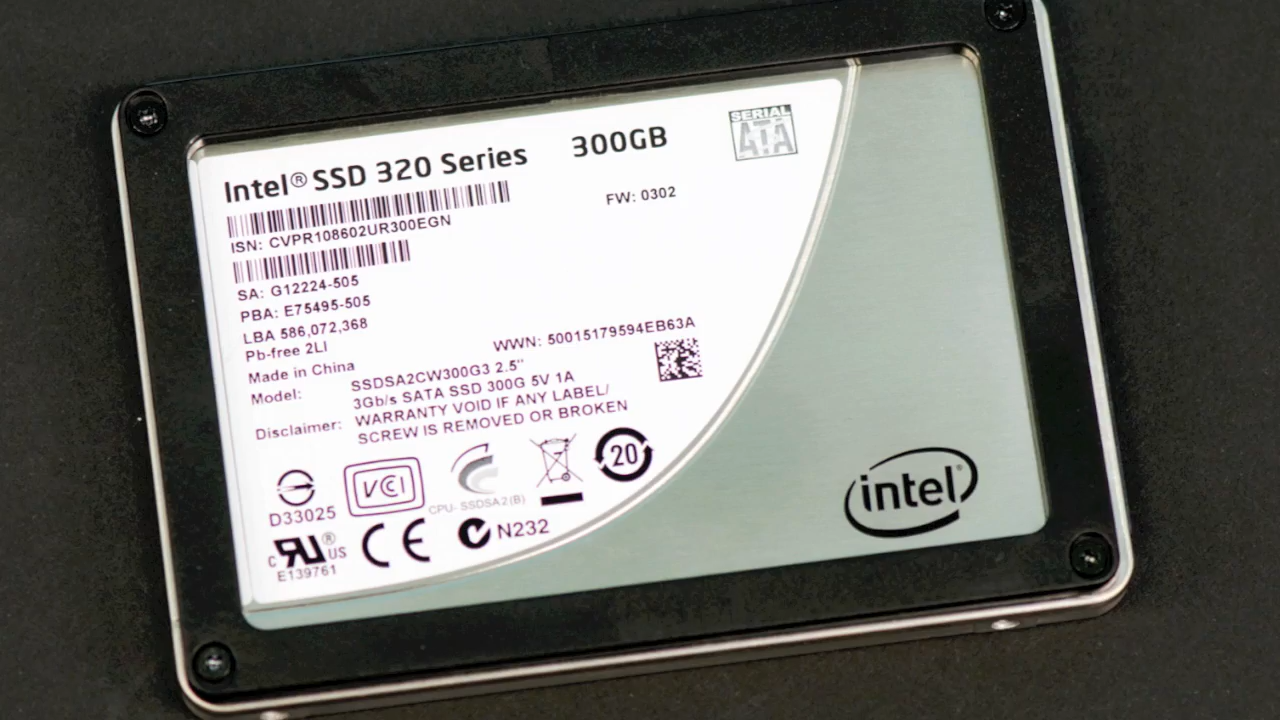 Intel® SSD 320 Series 300GB
SERIAL ATA
FW: 0302
ISN: CVPR108602UR300EGN
SA: G12224-505
PBA: E75495-505
LBA 586,072,368
Pb-free 2LI
WWN: 50015179594EB63A
Made in China
Model: SSDSA2CW300G3 2.5"
3Gb/s SATA SSD 300G 5V 1A
Disclaimer: WARRANTY VOID IF ANY LABEL/
SCREW IS REMOVED OR BROKEN
VCI
20
D33025
CPU-SSDSA2(B)
c RU® US
CE
N232
E139761
intel®